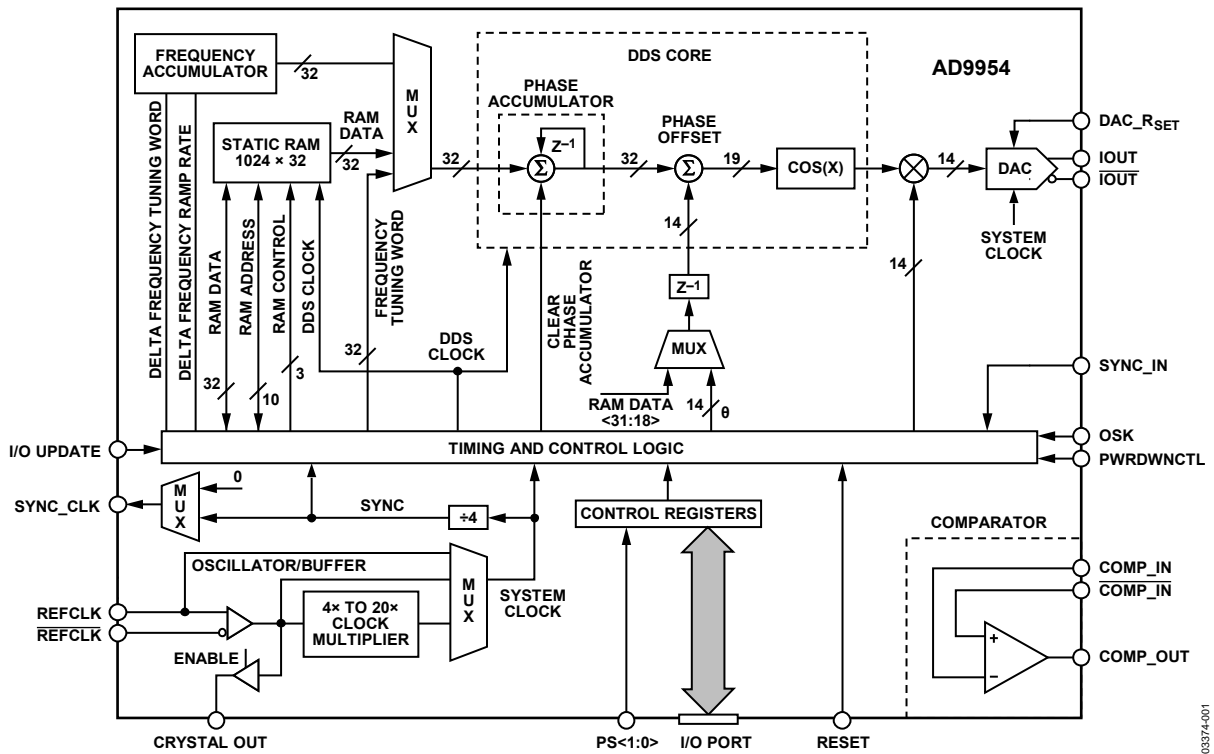 FREQUENCY
ACCUMULATOR
32
MUX
DDS CORE
AD9954
PHASE
ACCUMULATOR
Z–1
Σ
32
32
PHASE
OFFSET
Σ
19
COS(X)
14
DAC
DAC_RSET
IOUT
IOUT
SYSTEM
CLOCK
STATIC RAM
1024 × 32
RAM
DATA
32
DELTA FREQUENCY TUNING WORD
DELTA FREQUENCY RAMP RATE
RAM DATA
32
RAM ADDRESS
10
RAM CONTROL
3
DDS CLOCK
FREQUENCY
TUNING WORD
32
DDS
CLOCK
CLEAR
PHASE
ACCUMULATOR
14
Z–1
MUX
RAM DATA
<31:18>
14
θ
14
SYNC_IN
I/O UPDATE
TIMING AND CONTROL LOGIC
OSK
PWRDWNCTL
SYNC_CLK
MUX
0
SYNC
÷4
CONTROL REGISTERS
COMPARATOR
OSCILLATOR/BUFFER
MUX
SYSTEM
CLOCK
REFCLK
REFCLK
4× TO 20×
CLOCK
MULTIPLIER
ENABLE
COMP_IN
COMP_IN
+
–
COMP_OUT
CRYSTAL OUT
PS<1:0>
I/O PORT
RESET
03374-001